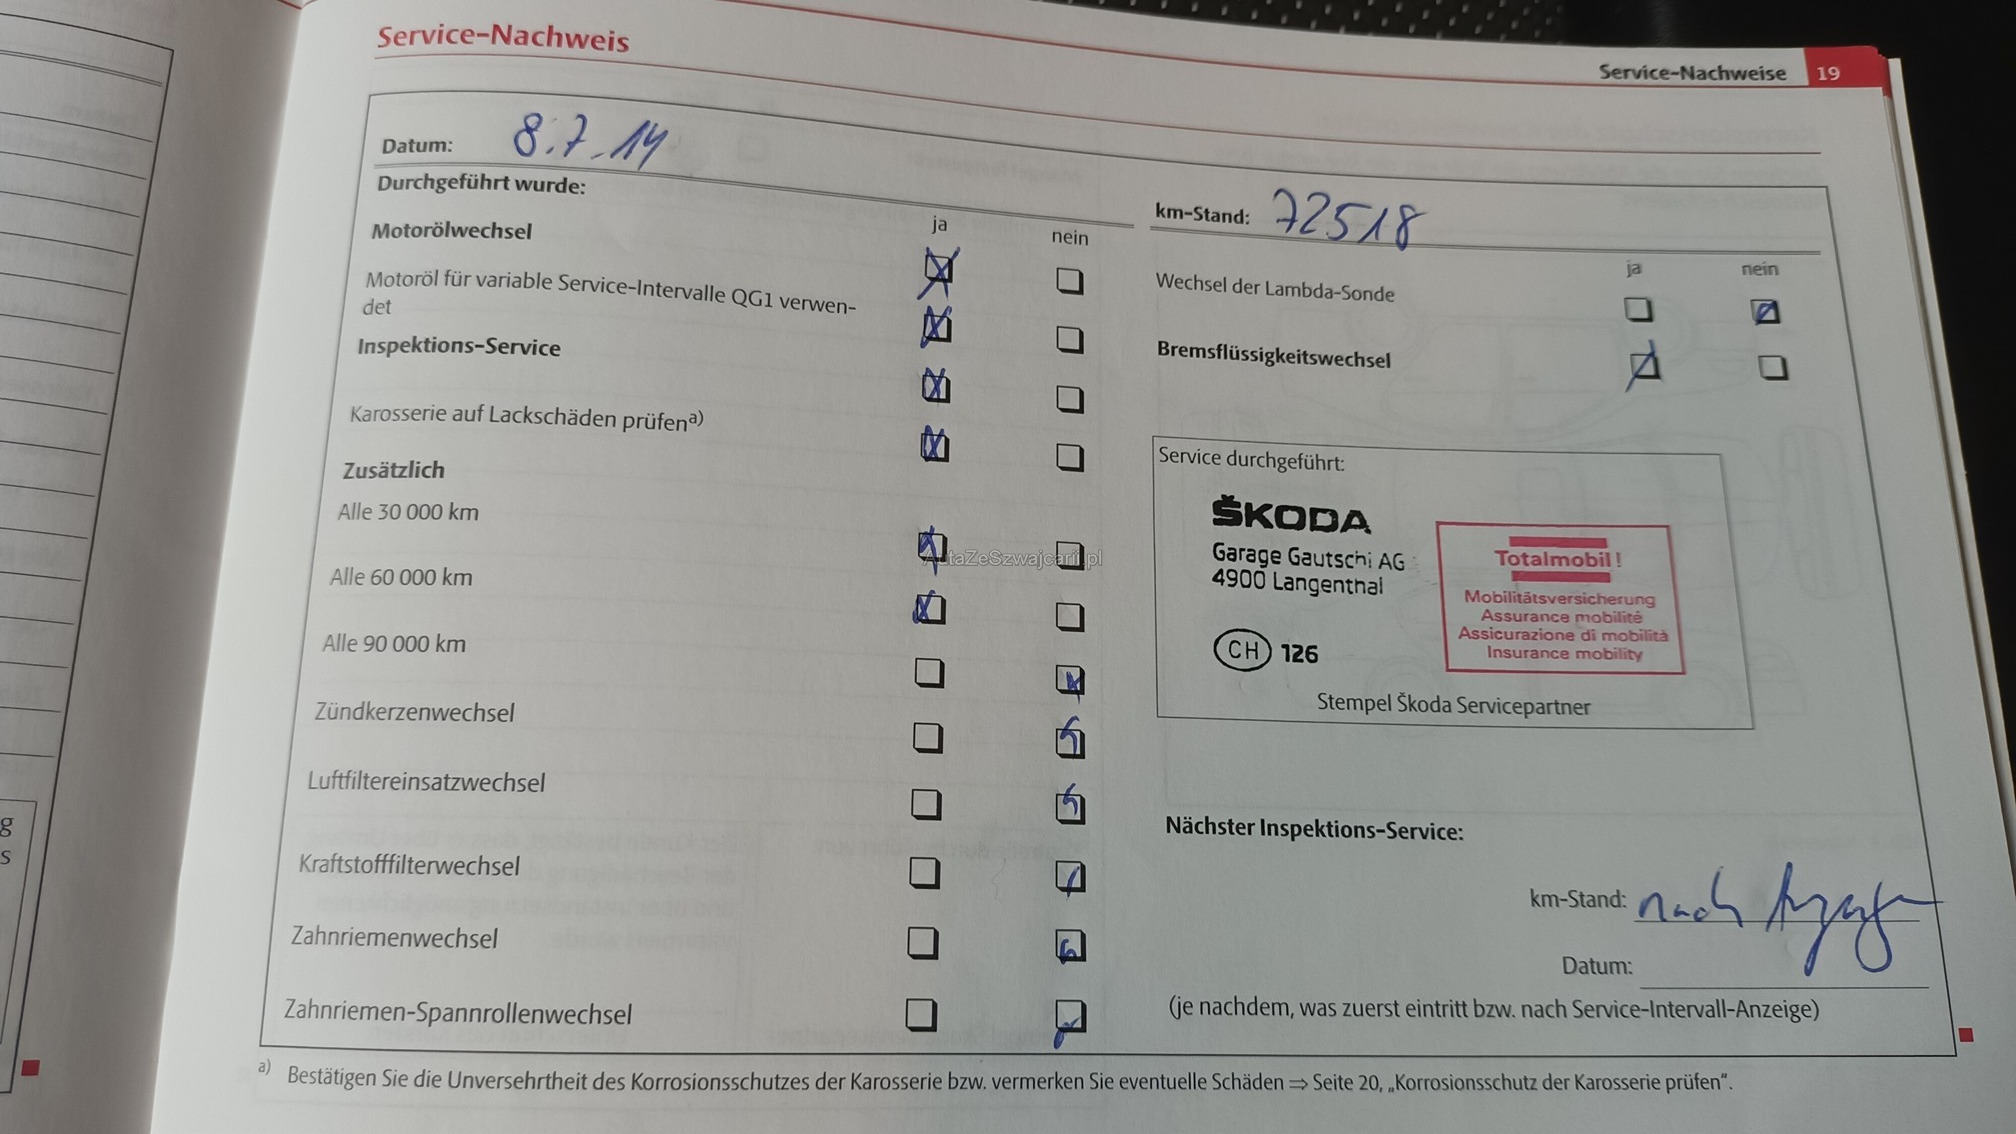 Service-Nachweis
Service-Nachweise 19
Datum: 8.7.14
Durchgeführt wurde:
ja
nein
Motorölwechsel
Motoröl für variable Service-Intervalle QG1 verwen-
det
Inspektions-Service
Karosserie auf Lackschäden prüfena)
Zusätzlich
Alle 30 000 km
Alle 60 000 km
Alle 90 000 km
Zündkerzenwechsel
Luftfiltereinsatzwechsel
Kraftstofffilterwechsel
Zahnriemenwechsel
Zahnriemen-Spannrollenwechsel
km-Stand: 72518
ja
nein
Wechsel der Lambda-Sonde
Bremsflüssigkeitswechsel
Service durchgeführt:
ŠKODA
Garage Gautschi AG
4900 Langenthal
CH 126
Totalmobil!
Mobilitätsversicherung
Assurance mobilité
Assicurazione di mobilità
Insurance mobility
Stempel Škoda Servicepartner
Nächster Inspektions-Service:
km-Stand: nach
Datum:
(je nachdem, was zuerst eintritt bzw. nach Service-Intervall-Anzeige)
a) Bestätigen Sie die Unversehrtheit des Korrosionsschutzes der Karosserie bzw. vermerken Sie eventuelle Schäden ⇒ Seite 20, „Korrosionsschutz der Karosserie prüfen".
AutaZeSzwajcarii.pl
g
s